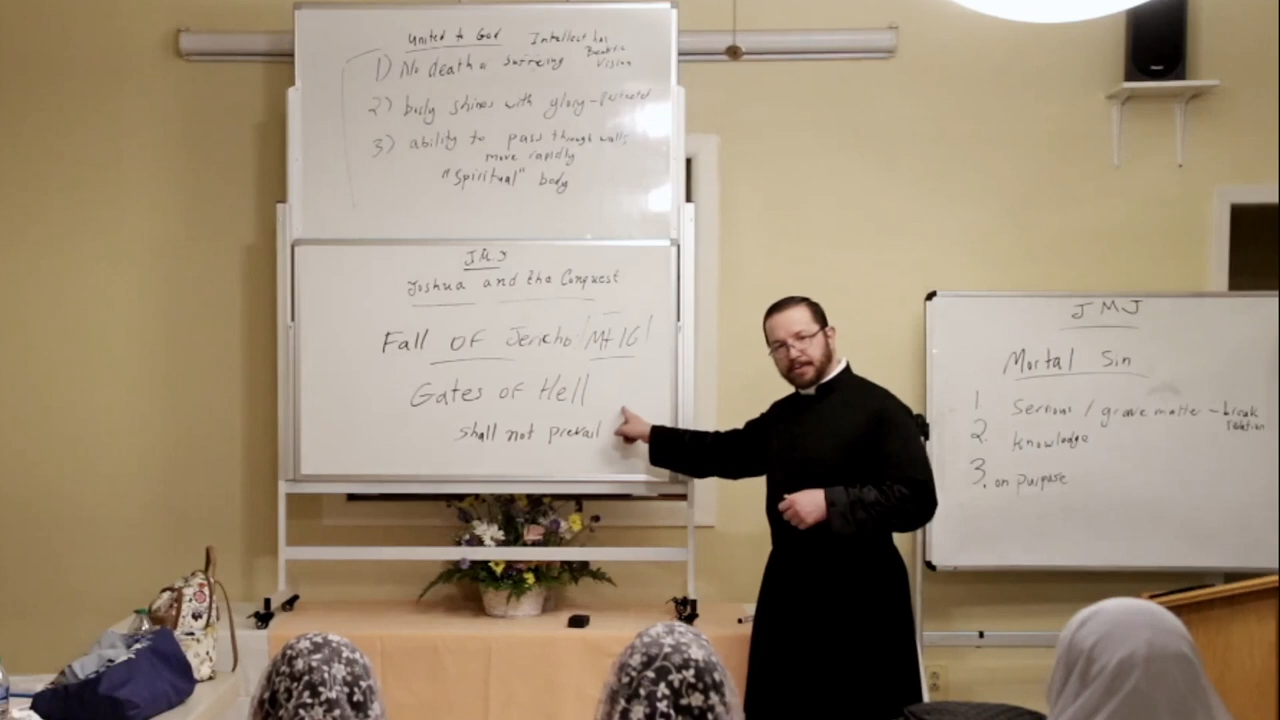 United to God Intellect has
Beatific
Vision
1) No death or suffering
2) body shines with glory -
3) ability to pass through walls
move rapidly
"Spiritual" body
J.M.J
Joshua and the Conquest
Fall OF Jericho Mt 16
Gates of Hell
shall not prevail
JMJ
Mortal Sin
1 Serious / grave matter - break
relation
2. Knowledge
3. on purpose